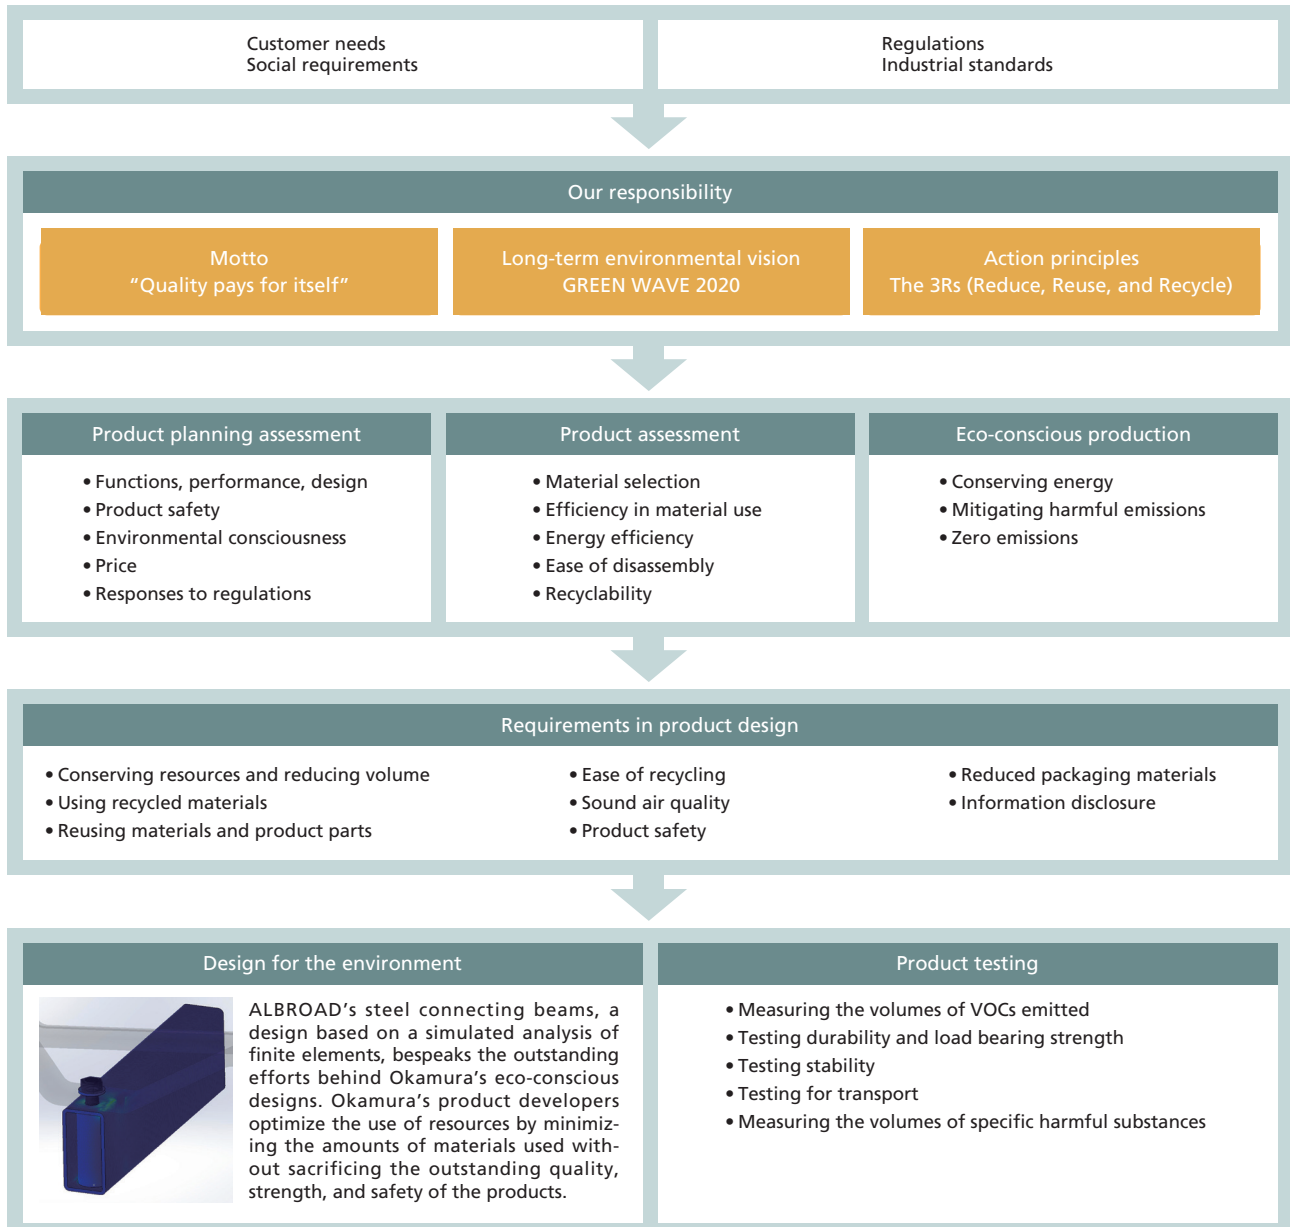 Customer needs
Social requirements
Regulations
Industrial standards
Our responsibility
Motto
“Quality pays for itself”
Long-term environmental vision
GREEN WAVE 2020
Action principles
The 3Rs (Reduce, Reuse, and Recycle)
Product planning assessment
• Functions, performance, design
• Product safety
• Environmental consciousness
• Price
• Responses to regulations
Product assessment
• Material selection
• Efficiency in material use
• Energy efficiency
• Ease of disassembly
• Recyclability
Eco-conscious production
• Conserving energy
• Mitigating harmful emissions
• Zero emissions
Requirements in product design
• Conserving resources and reducing volume
• Using recycled materials
• Reusing materials and product parts
• Ease of recycling
• Sound air quality
• Product safety
• Reduced packaging materials
• Information disclosure
Design for the environment
ALBROAD’s steel connecting beams, a
design based on a simulated analysis of
finite elements, bespeaks the outstanding
efforts behind Okamura’s eco-conscious
designs. Okamura’s product developers
optimize the use of resources by minimiz-
ing the amounts of materials used with-
out sacrificing the outstanding quality,
strength, and safety of the products.
Product testing
• Measuring the volumes of VOCs emitted
• Testing durability and load bearing strength
• Testing stability
• Testing for transport
• Measuring the volumes of specific harmful substances